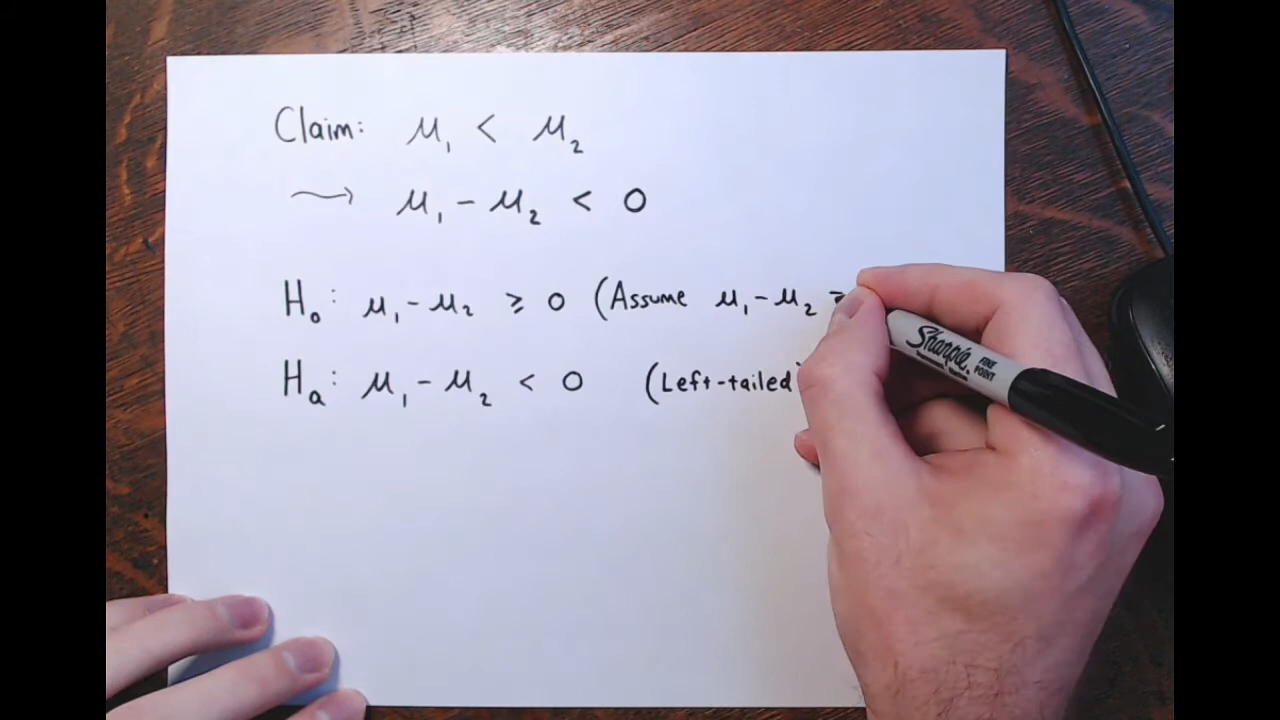 Claim: μ₁ < μ₂
→ μ₁ - μ₂ < 0
H₀: μ₁ - μ₂ ≥ 0 (Assume μ₁ - μ₂
Hₐ: μ₁ - μ₂ < 0 (Left-tailed)
Sharpie
FINE POINT